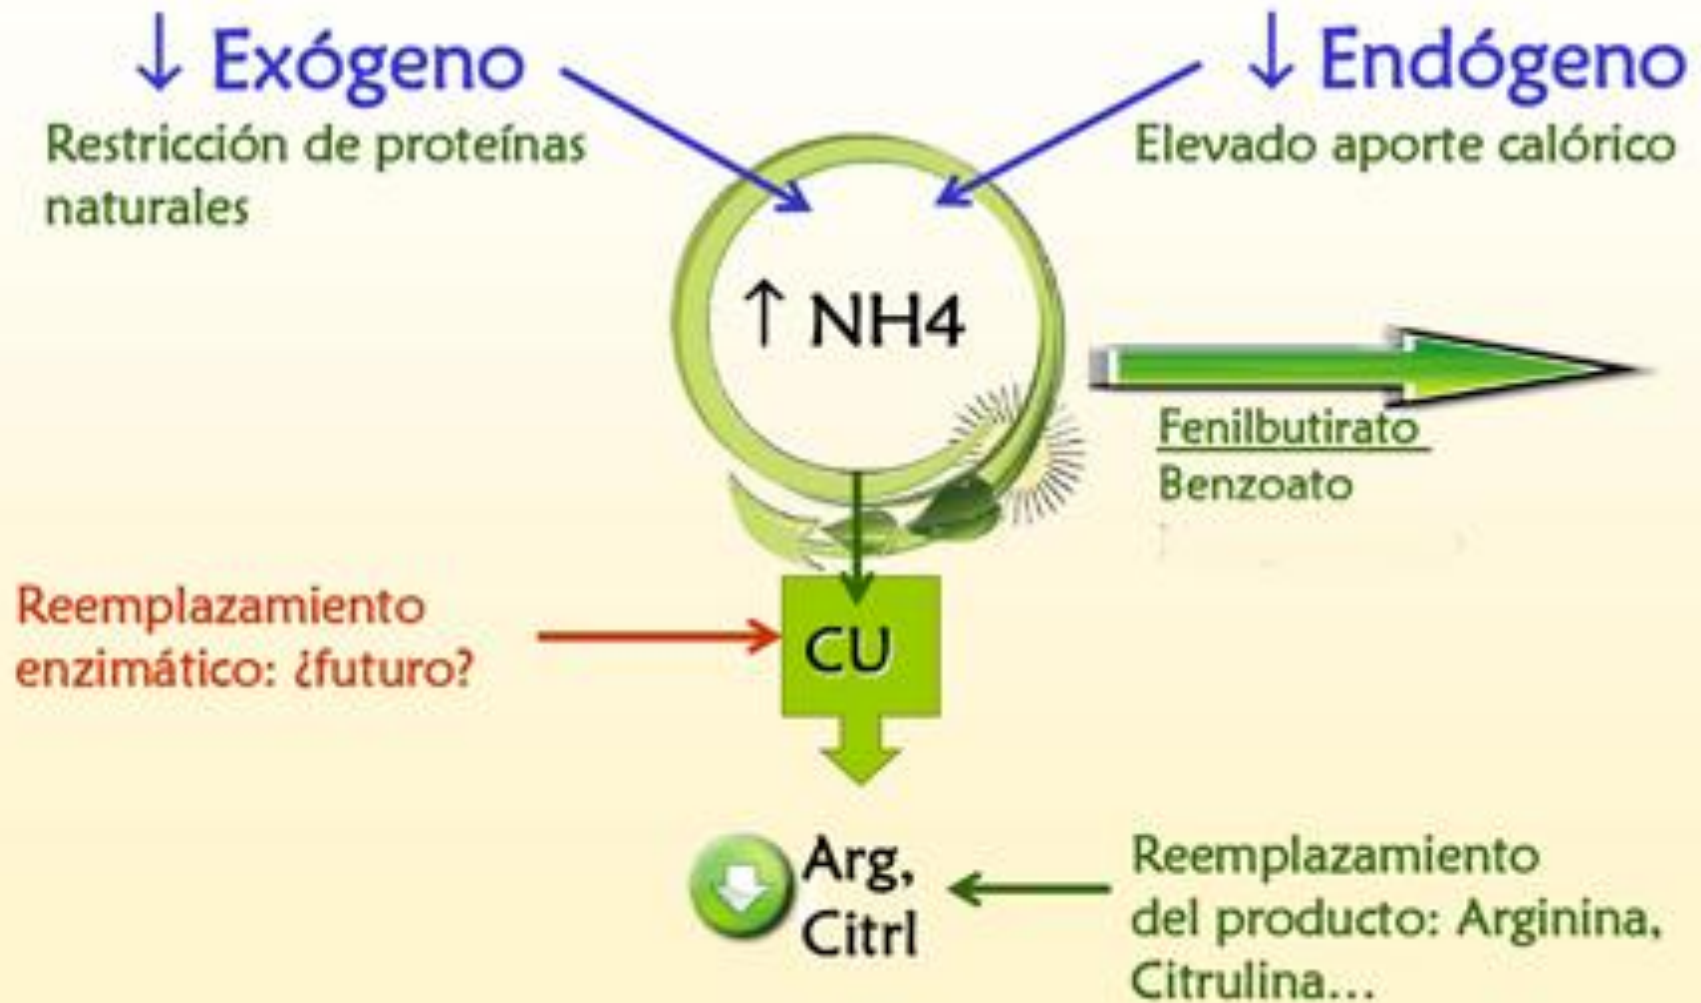 ↓ Exógeno
Restricción de proteínas
naturales
↓ Endógeno
Elevado aporte calórico
↑ NH4
Fenilbutirato
Benzoato
Reemplazamiento
enzimático: ¿futuro?
CU
Arg,
Citrl
Reemplazamiento
del producto: Arginina,
Citrulina...